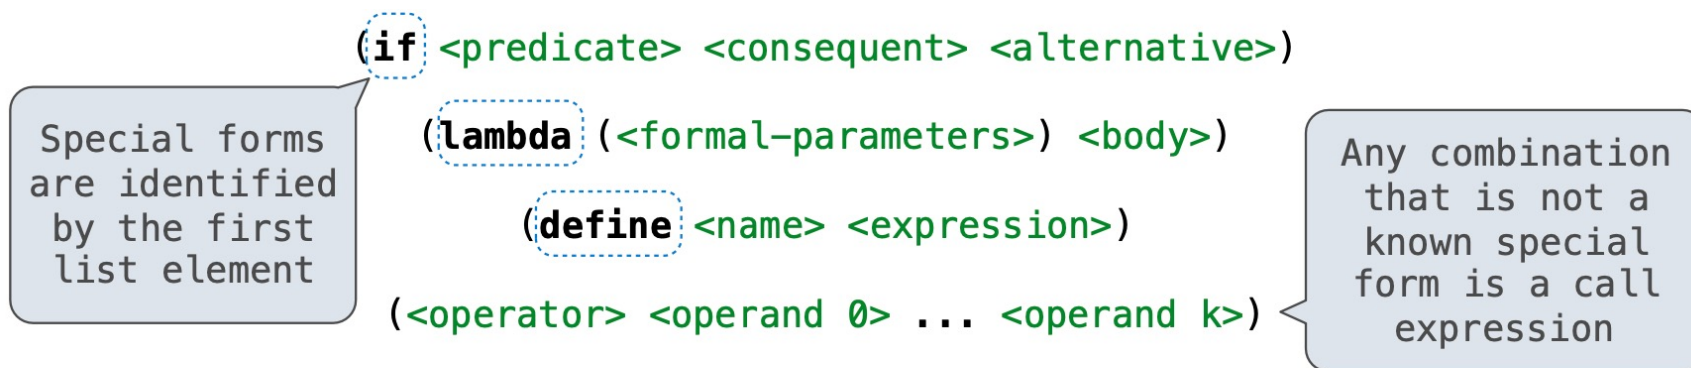 (if <predicate> <consequent> <alternative>)
Special forms
are identified
by the first
list element
(lambda (<formal-parameters>) <body>)
(define <name> <expression>)
(<operator> <operand 0> ... <operand k>)
Any combination
that is not a
known special
form is a call
expression